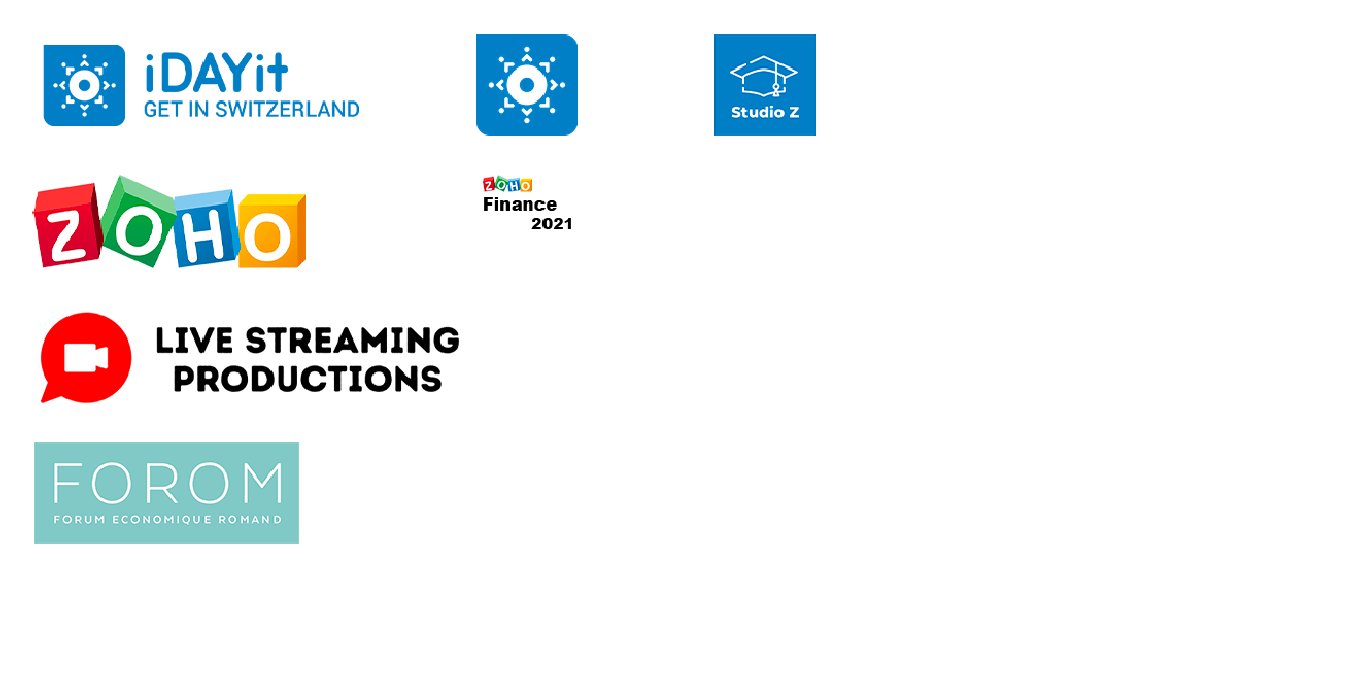 iDAYit
GET IN SWITZERLAND
Studio Z
ZOHO
ZOHO
Finance
2021
LIVE STREAMING
PRODUCTIONS
FOROM
FORUM ECONOMIQUE ROMAND